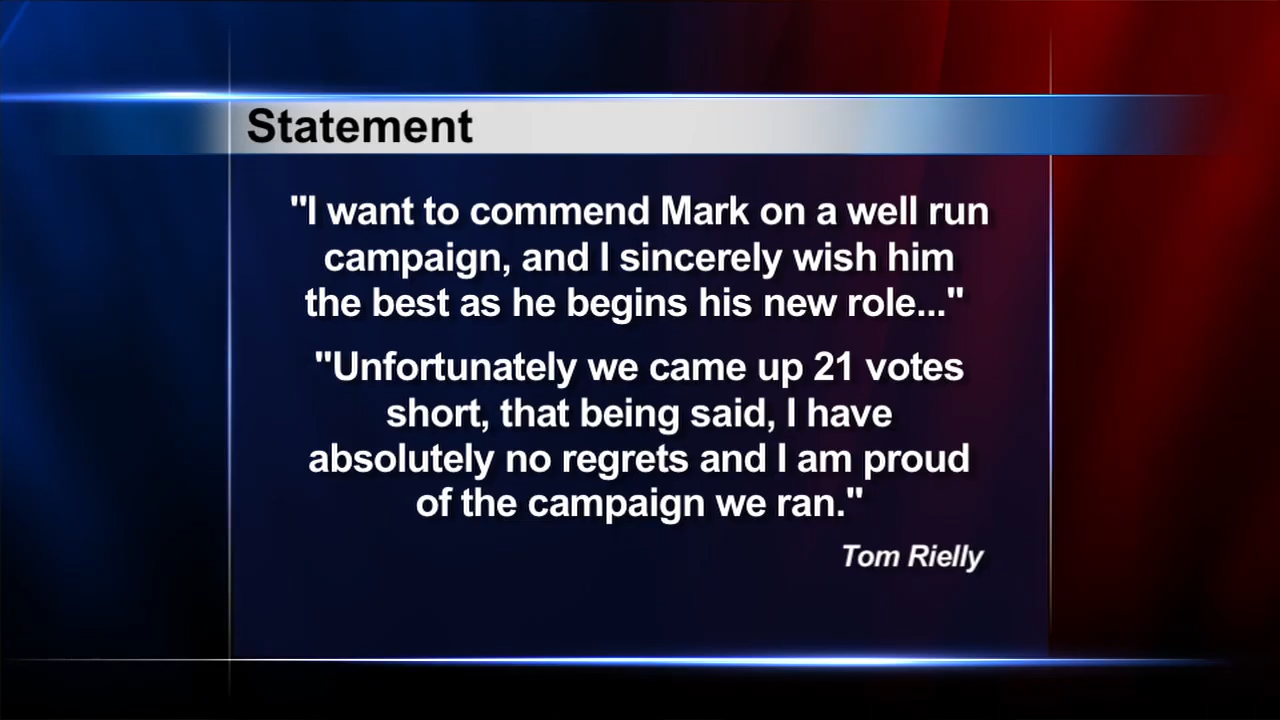 Statement
"I want to commend Mark on a well run
campaign, and I sincerely wish him
the best as he begins his new role..."
"Unfortunately we came up 21 votes
short, that being said, I have
absolutely no regrets and I am proud
of the campaign we ran."
Tom Rielly